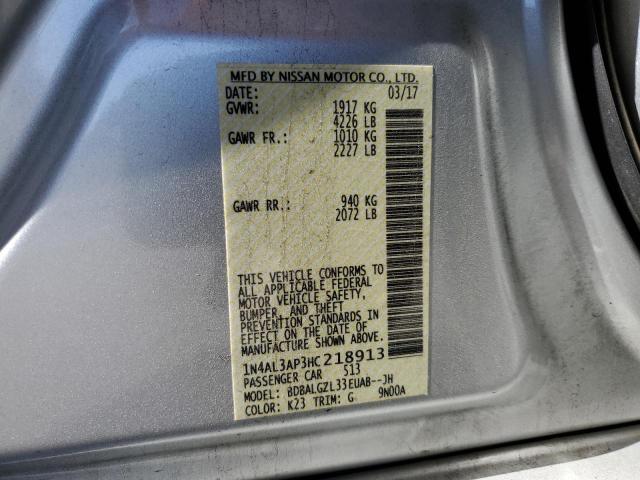 MFD BY NISSAN MOTOR CO., LTD.
DATE: 03/17
GVWR: 1917 KG
4226 LB
GAWR FR.: 1010 KG
2227 LB
GAWR RR.: 940 KG
2072 LB
THIS VEHICLE CONFORMS TO
ALL APPLICABLE FEDERAL
MOTOR VEHICLE SAFETY,
BUMPER, AND THEFT
PREVENTION STANDARDS IN
EFFECT ON THE DATE OF
MANUFACTURE SHOWN ABOVE.
1N4AL3AP3HC218913
PASSENGER CAR 513
MODEL: BDBALGZL33EUAB--JH
COLOR: K23 TRIM: G 9N00A